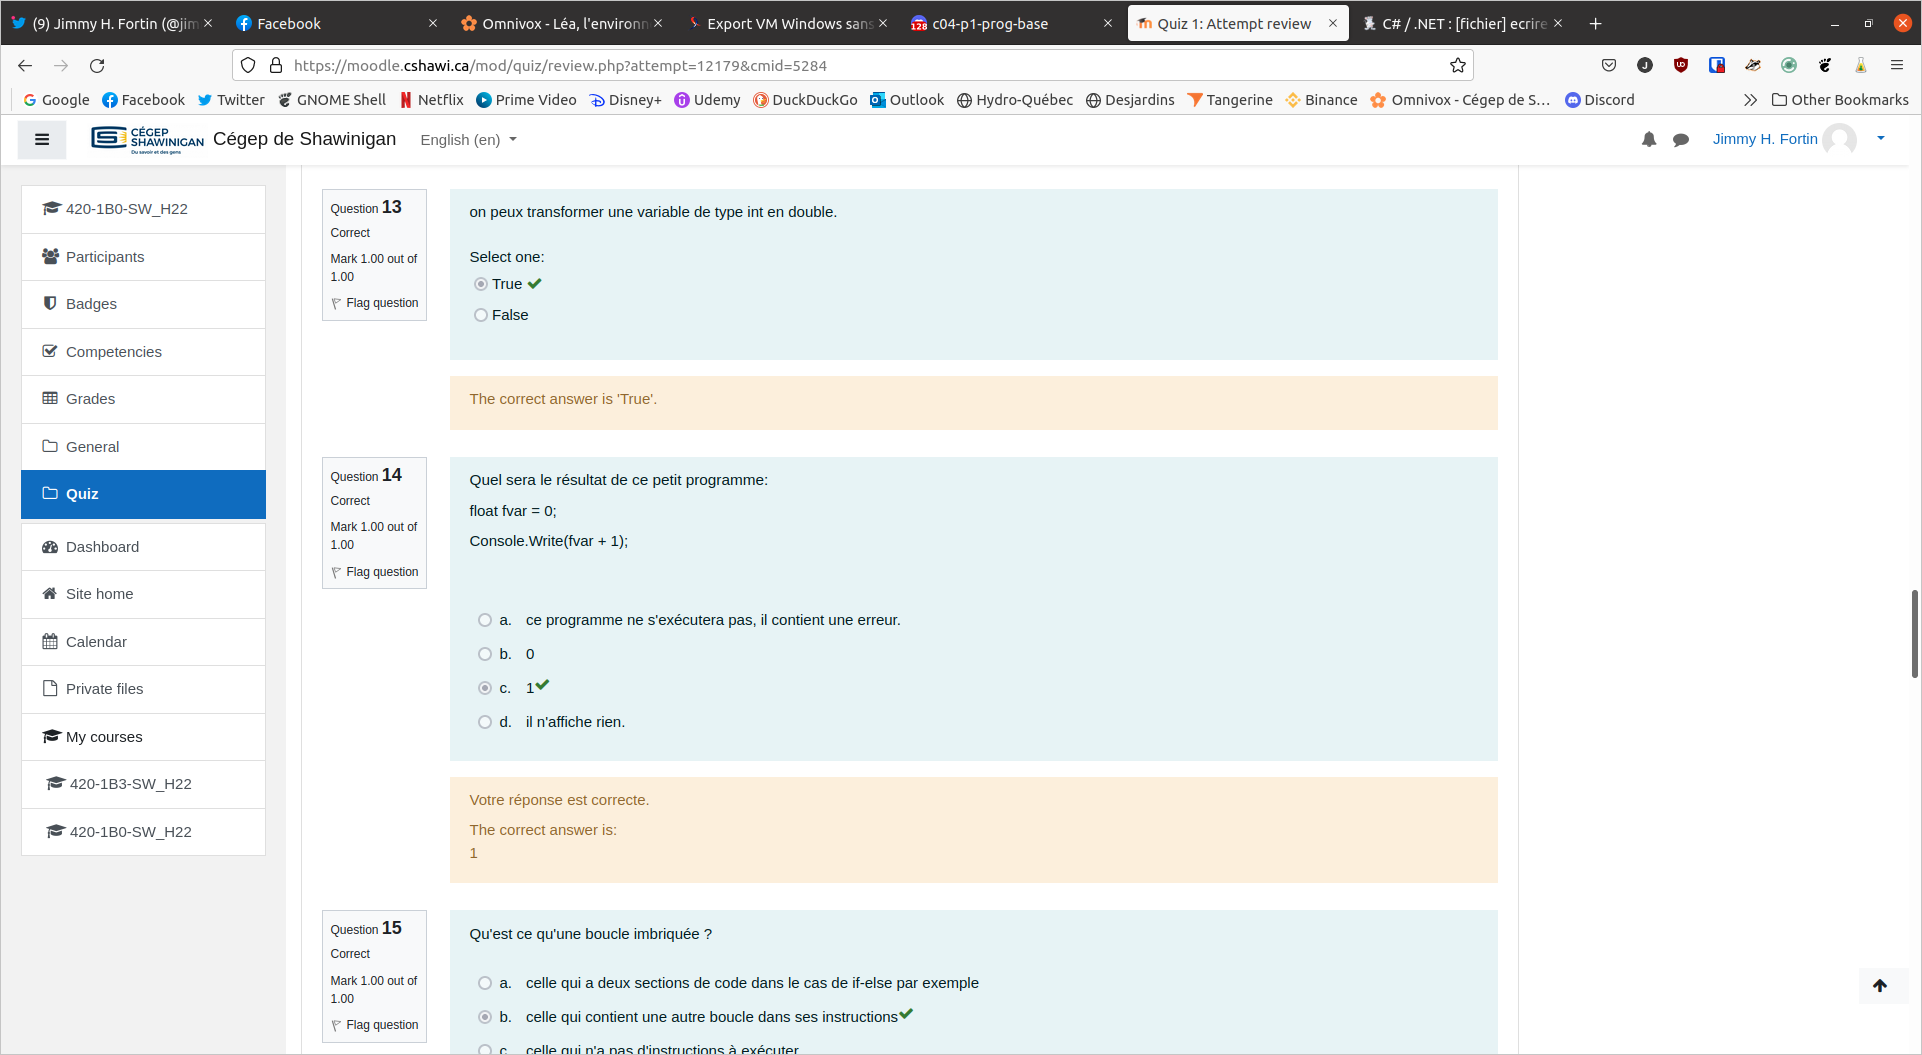 (9) Jimmy H. Fortin (@jim
Facebook
Omnivox - Léa, l'environn
Export VM Windows sans
c04-p1-prog-base
Quiz 1: Attempt review
C# / .NET : [fichier] ecrire
https://moodle.cshawi.ca/mod/quiz/review.php?attempt=12179&cmid=5284
Google
Facebook
Twitter
GNOME Shell
Netflix
Prime Video
Disney+
Udemy
DuckDuckGo
Outlook
Hydro-Québec
Desjardins
Tangerine
Binance
Omnivox - Cégep de S…
Discord
Other Bookmarks
CÉGEP
SHAWINIGAN
Du savoir et des gens
Cégep de Shawinigan
English (en)
Jimmy H. Fortin
420-1B0-SW_H22
Participants
Badges
Competencies
Grades
General
Quiz
Dashboard
Site home
Calendar
Private files
My courses
420-1B3-SW_H22
420-1B0-SW_H22
Question 13
Correct
Mark 1.00 out of
1.00
Flag question
on peux transformer une variable de type int en double.
Select one:
True
False
The correct answer is 'True'.
Question 14
Correct
Mark 1.00 out of
1.00
Flag question
Quel sera le résultat de ce petit programme:
float fvar = 0;
Console.Write(fvar + 1);
a. ce programme ne s'exécutera pas, il contient une erreur.
b. 0
c. 1
d. il n'affiche rien.
Votre réponse est correcte.
The correct answer is:
1
Question 15
Correct
Mark 1.00 out of
1.00
Flag question
Qu'est ce qu'une boucle imbriquée ?
a. celle qui a deux sections de code dans le cas de if-else par exemple
b. celle qui contient une autre boucle dans ses instructions
c. celle qui n'a pas d'instructions à exécuter